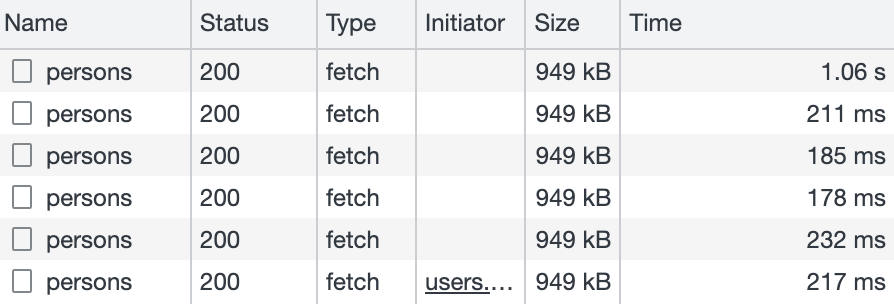 Name Status Type Initiator Size Time
persons 200 fetch 949 kB 1.06 s
persons 200 fetch 949 kB 211 ms
persons 200 fetch 949 kB 185 ms
persons 200 fetch 949 kB 178 ms
persons 200 fetch 949 kB 232 ms
persons 200 fetch users.... 949 kB 217 ms